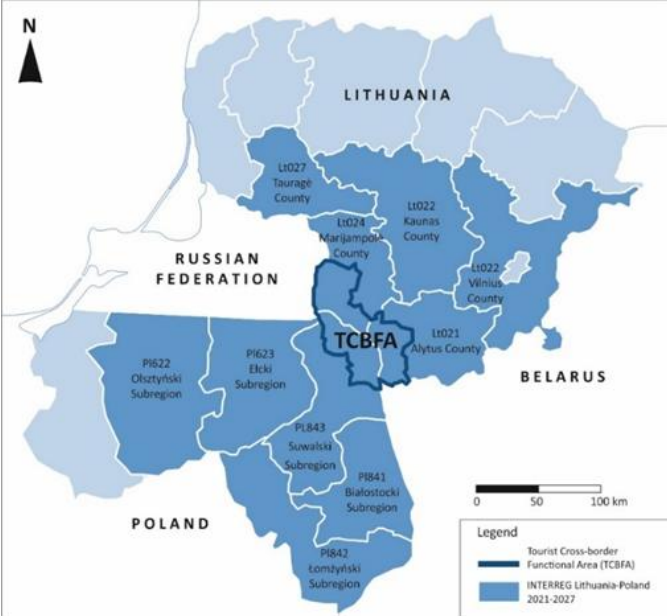 N
LITHUANIA
Lt027
Tauragė
County
Lt022
Kaunas
County
Lt024
Marijampolė
County
RUSSIAN
FEDERATION
Lt022
Vilnius
County
TCBFA
Lt021
Alytus County
Pl622
Olsztyński
Subregion
Pl623
Ełcki
Subregion
BELARUS
PL843
Suwalski
Subregion
Pl841
Białostocki
Subregion
POLAND
Pl842
Łomżyński
Subregion
0 50 100 km
Legend
Tourist Cross-border
Functional Area (TCBFA)
INTERREG Lithuania-Poland
2021-2027